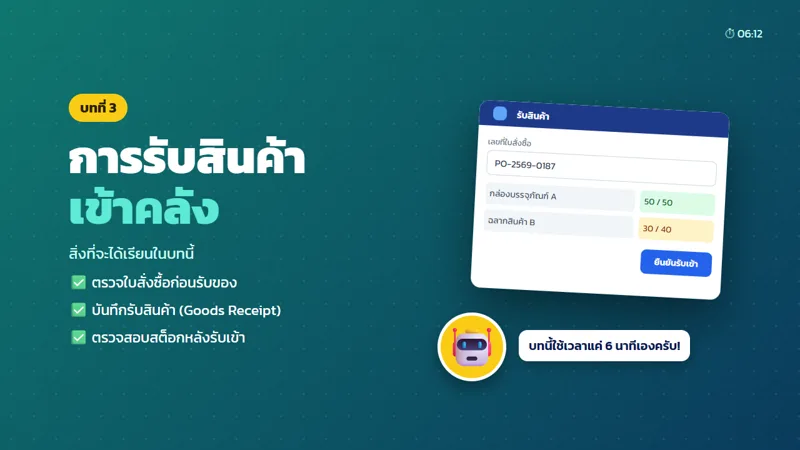 ⏱ 06:12
บทที่ 3
การรับสินค้า
เข้าคลัง
สิ่งที่จะได้เรียนในบทนี้
✅ ตรวจใบสั่งซื้อก่อนรับของ
✅ บันทึกรับสินค้า (Goods Receipt)
✅ ตรวจสอบสต็อกหลังรับเข้า
รับสินค้า
เลขที่ใบสั่งซื้อ
PO-2569-0187
กล่องบรรจุภัณฑ์ A 50 / 50
ฉลากสินค้า B 30 / 40
ยืนยันรับเข้า
บทนี้ใช้เวลาแค่ 6 นาทีเองครับ!